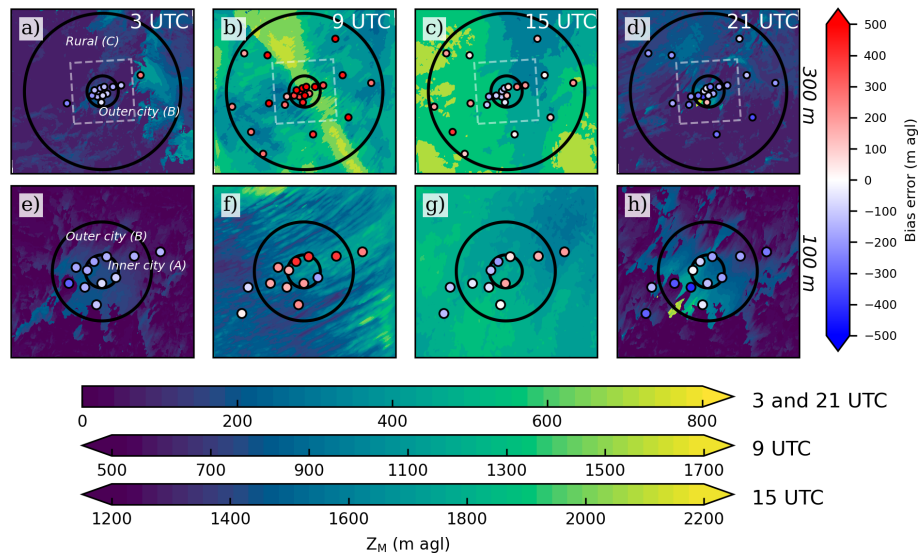 a) 3 UTC
b) 9 UTC
c) 15 UTC
d) 21 UTC
Rural (C)
Outer city (B)
300 m
e)
f)
g)
h)
Outer city (B)
Inner city (A)
100 m
500
400
300
200
100
0
−100
−200
−300
−400
−500
Bias error (m agl)
0 200 400 600 800
3 and 21 UTC
500 700 900 1100 1300 1500 1700
9 UTC
1200 1400 1600 1800 2000 2200
15 UTC
Z_M (m agl)